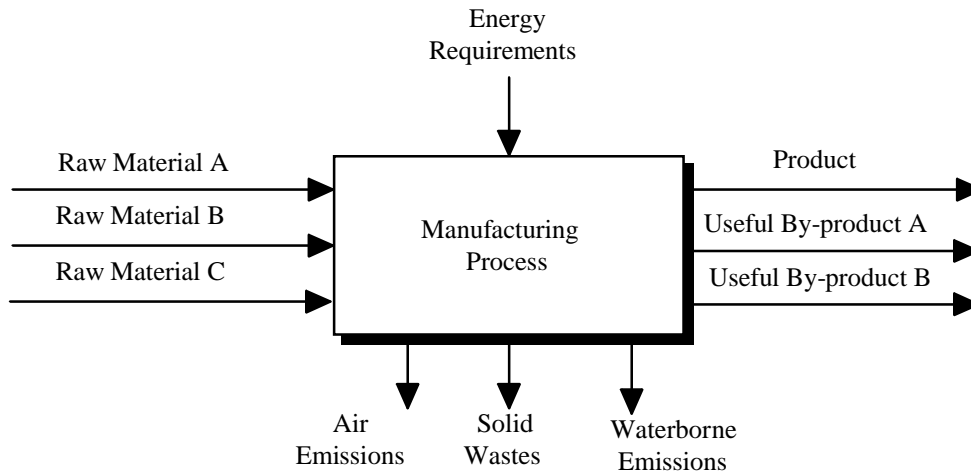 Energy
Requirements
Raw Material A
Raw Material B
Raw Material C
Manufacturing
Process
Product
Useful By-product A
Useful By-product B
Air
Emissions
Solid
Wastes
Waterborne
Emissions